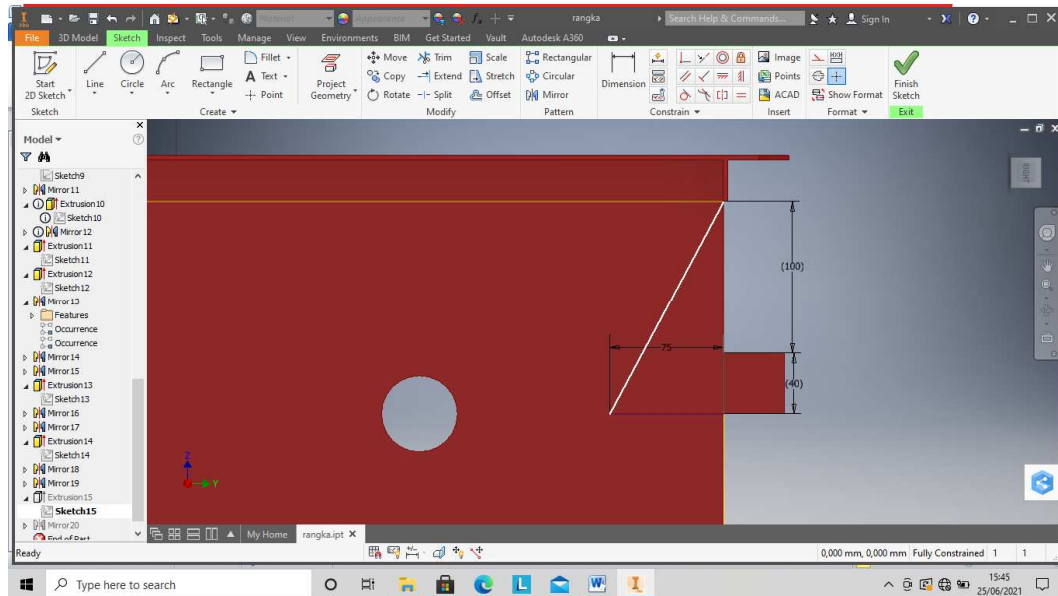 PRO
Material
Appearance
rangka
Search Help & Commands...
Sign In
File 3D Model Sketch Inspect Tools Manage View Environments BIM Get Started Vault Autodesk A360
Start 2D Sketch
Line
Circle
Arc
Rectangle
Fillet
Text
Point
Project Geometry
Move
Trim
Scale
Copy
Extend
Stretch
Rotate
Split
Offset
Rectangular
Circular
Mirror
Dimension
Image
Points
ACAD
Show Format
Finish Sketch
Sketch Create Modify Pattern Constrain Insert Format Exit
Model
Sketch9
Mirror11
Extrusion10
Sketch10
Mirror12
Extrusion11
Sketch11
Extrusion12
Sketch12
Mirror13
Features
Occurrence
Occurrence
Mirror14
Mirror15
Extrusion13
Sketch13
Mirror16
Mirror17
Extrusion14
Sketch14
Mirror18
Mirror19
Extrusion15
Sketch15
Mirror20
End of Part
RIGHT
(100)
75
(40)
Z
Y
My Home rangka.ipt
Ready
0,000 mm, 0,000 mm Fully Constrained 1 1
Type here to search
15:45
25/06/2021